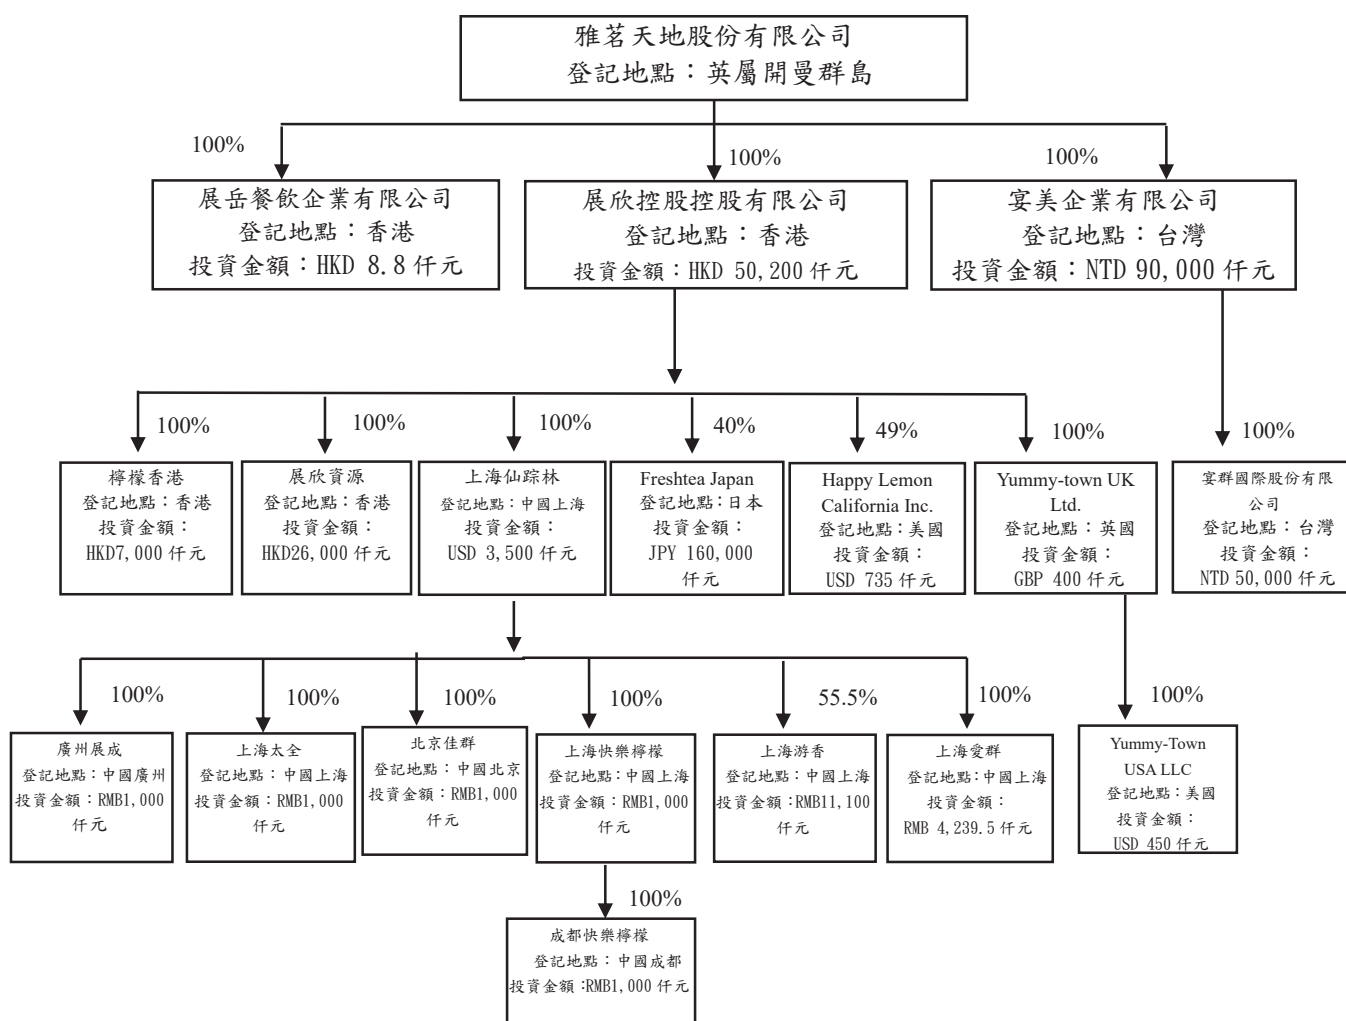 雅茗天地股份有限公司
登記地點：英屬開曼群島
100%
100%
100%
展岳餐飲企業有限公司
登記地點：香港
投資金額：HKD 8.8 仟元
展欣控股控股有限公司
登記地點：香港
投資金額：HKD 50,200 仟元
宴美企業有限公司
登記地點：台灣
投資金額：NTD 90,000 仟元
100%
100%
100%
40%
49%
100%
100%
檸檬香港
登記地點：香港
投資金額：
HKD7,000 仟元
展欣資源
登記地點：香港
投資金額：
HKD26,000 仟元
上海仙踪林
登記地點：中國上海
投資金額：
USD 3,500 仟元
Freshtea Japan
登記地點：日本
投資金額：
JPY 160,000
仟元
Happy Lemon
California Inc.
登記地點：美國
投資金額：
USD 735 仟元
Yummy-town UK
Ltd.
登記地點：英國
投資金額：
GBP 400 仟元
宴群國際股份有限
公司
登記地點：台灣
投資金額：
NTD 50,000 仟元
100%
100%
100%
100%
55.5%
100%
100%
廣州展成
登記地點：中國廣州
投資金額：RMB1,000
仟元
上海太全
登記地點：中國上海
投資金額：RMB1,000
仟元
北京佳群
登記地點：中國北京
投資金額：RMB1,000
仟元
上海快樂檸檬
登記地點：中國上海
投資金額：RMB1,000
仟元
上海游香
登記地點：中國上海
投資金額：RMB11,100
仟元
上海愛群
登記地點：中國上海
投資金額：
RMB 4,239.5 仟元
Yummy-Town
USA LLC
登記地點：美國
投資金額：
USD 450 仟元
100%
成都快樂檸檬
登記地點：中國成都
投資金額：RMB1,000 仟元